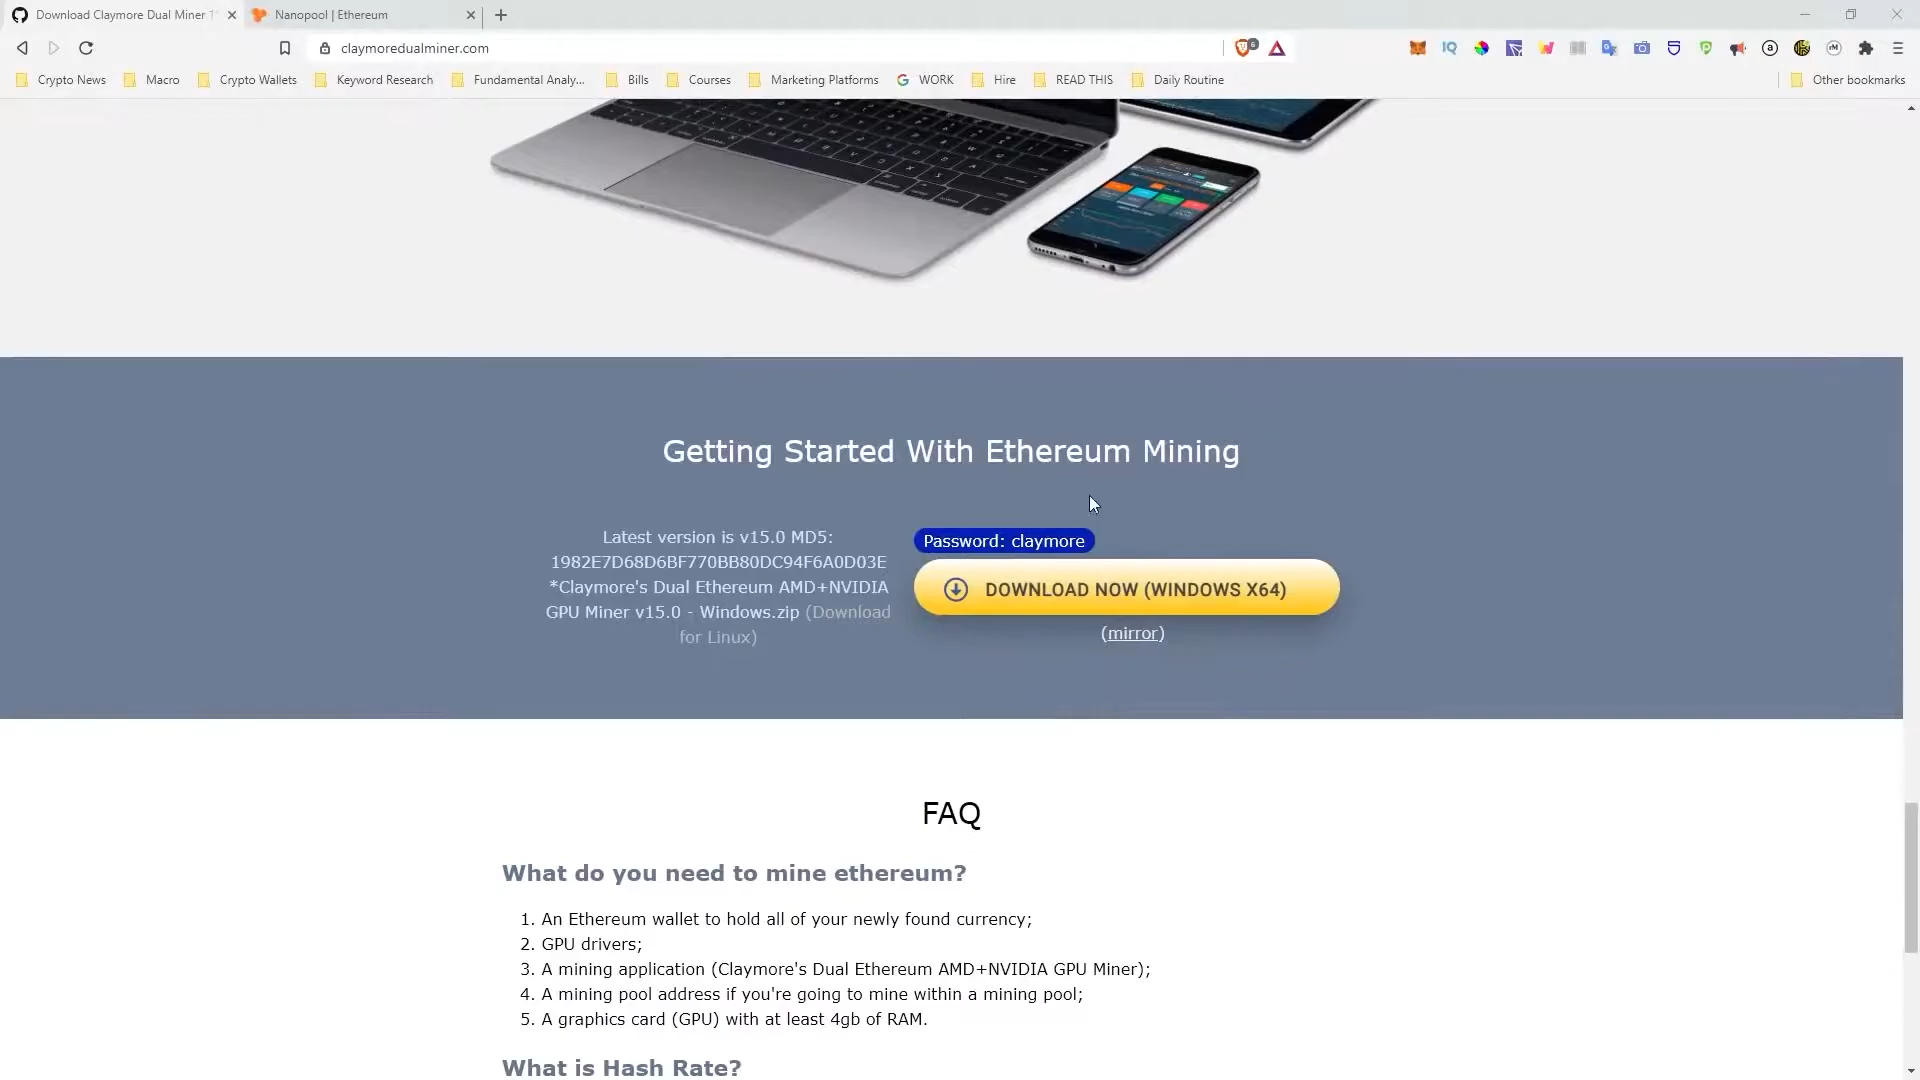 Download Claymore Dual Miner 1
Nanopool | Ethereum
claymoredualminer.com
6
Crypto News
Macro
Crypto Wallets
Keyword Research
Fundamental Analy...
Bills
Courses
Marketing Platforms
WORK
Hire
READ THIS
Daily Routine
Other bookmarks
Getting Started With Ethereum Mining
Latest version is v15.0 MD5:
1982E7D68D6BF770BB80DC94F6A0D03E
*Claymore's Dual Ethereum AMD+NVIDIA
GPU Miner v15.0 - Windows.zip (Download
for Linux)
Password: claymore
DOWNLOAD NOW (WINDOWS X64)
(mirror)
FAQ
What do you need to mine ethereum?
1. An Ethereum wallet to hold all of your newly found currency;
2. GPU drivers;
3. A mining application (Claymore's Dual Ethereum AMD+NVIDIA GPU Miner);
4. A mining pool address if you're going to mine within a mining pool;
5. A graphics card (GPU) with at least 4gb of RAM.
What is Hash Rate?